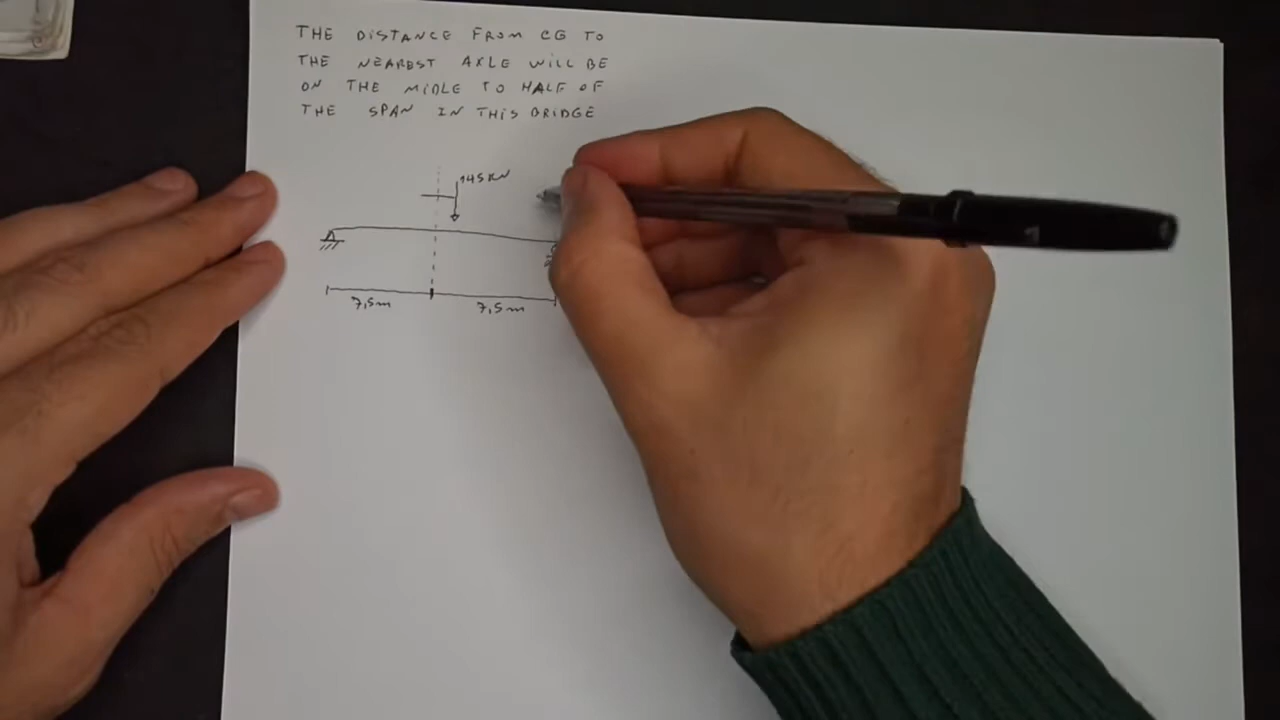 THE DISTANCE FROM CG TO
THE NEAREST AXLE WILL BE
ON THE MIDLE TO HALF OF
THE SPAN IN THIS BRIDGE
145 KN
7,5m 7,5m